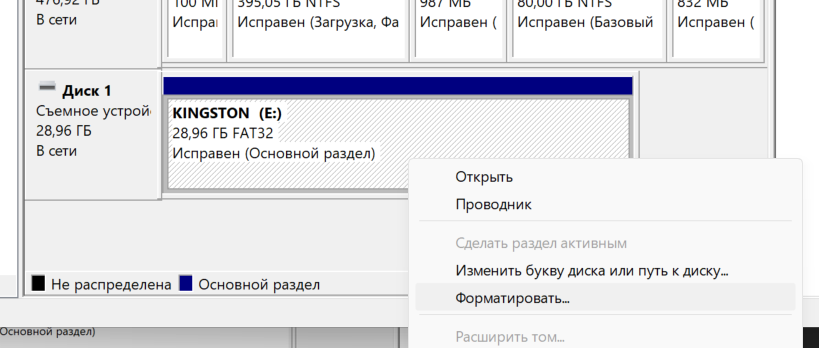 476,92 ГБ
В сети
100 М
Исправ
395,05 ГБ NTFS
Исправен (Загрузка, Фа
987 МБ
Исправен (
80,00 ГБ NTFS
Исправен (Базовый
832 МБ
Исправен (
Диск 1
Съемное устрой
28,96 ГБ
В сети
KINGSTON (E:)
28,96 ГБ FAT32
Исправен (Основной раздел)
Открыть
Проводник
Сделать раздел активным
Изменить букву диска или путь к диску...
Форматировать...
Расширить том...
Не распределена
Основной раздел
Основной раздел)